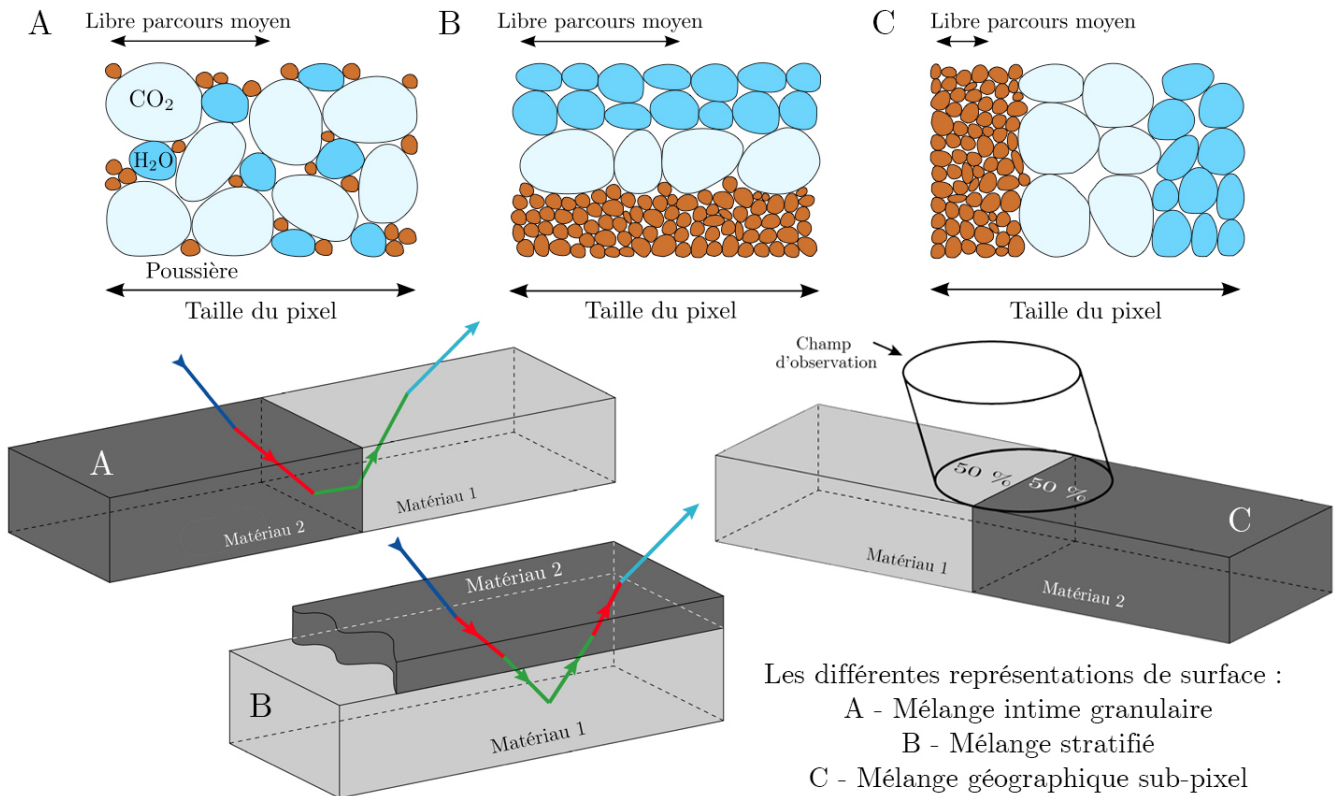 A
Libre parcours moyen
CO₂
H₂O
Poussière
Taille du pixel
B
Libre parcours moyen
Taille du pixel
C
Libre parcours moyen
Taille du pixel
A
Matériau 2
Matériau 1
B
Matériau 2
Matériau 1
Champ
d'observation
50 %
50 %
C
Matériau 1
Matériau 2
Les différentes représentations de surface :
A - Mélange intime granulaire
B - Mélange stratifié
C - Mélange géographique sub-pixel